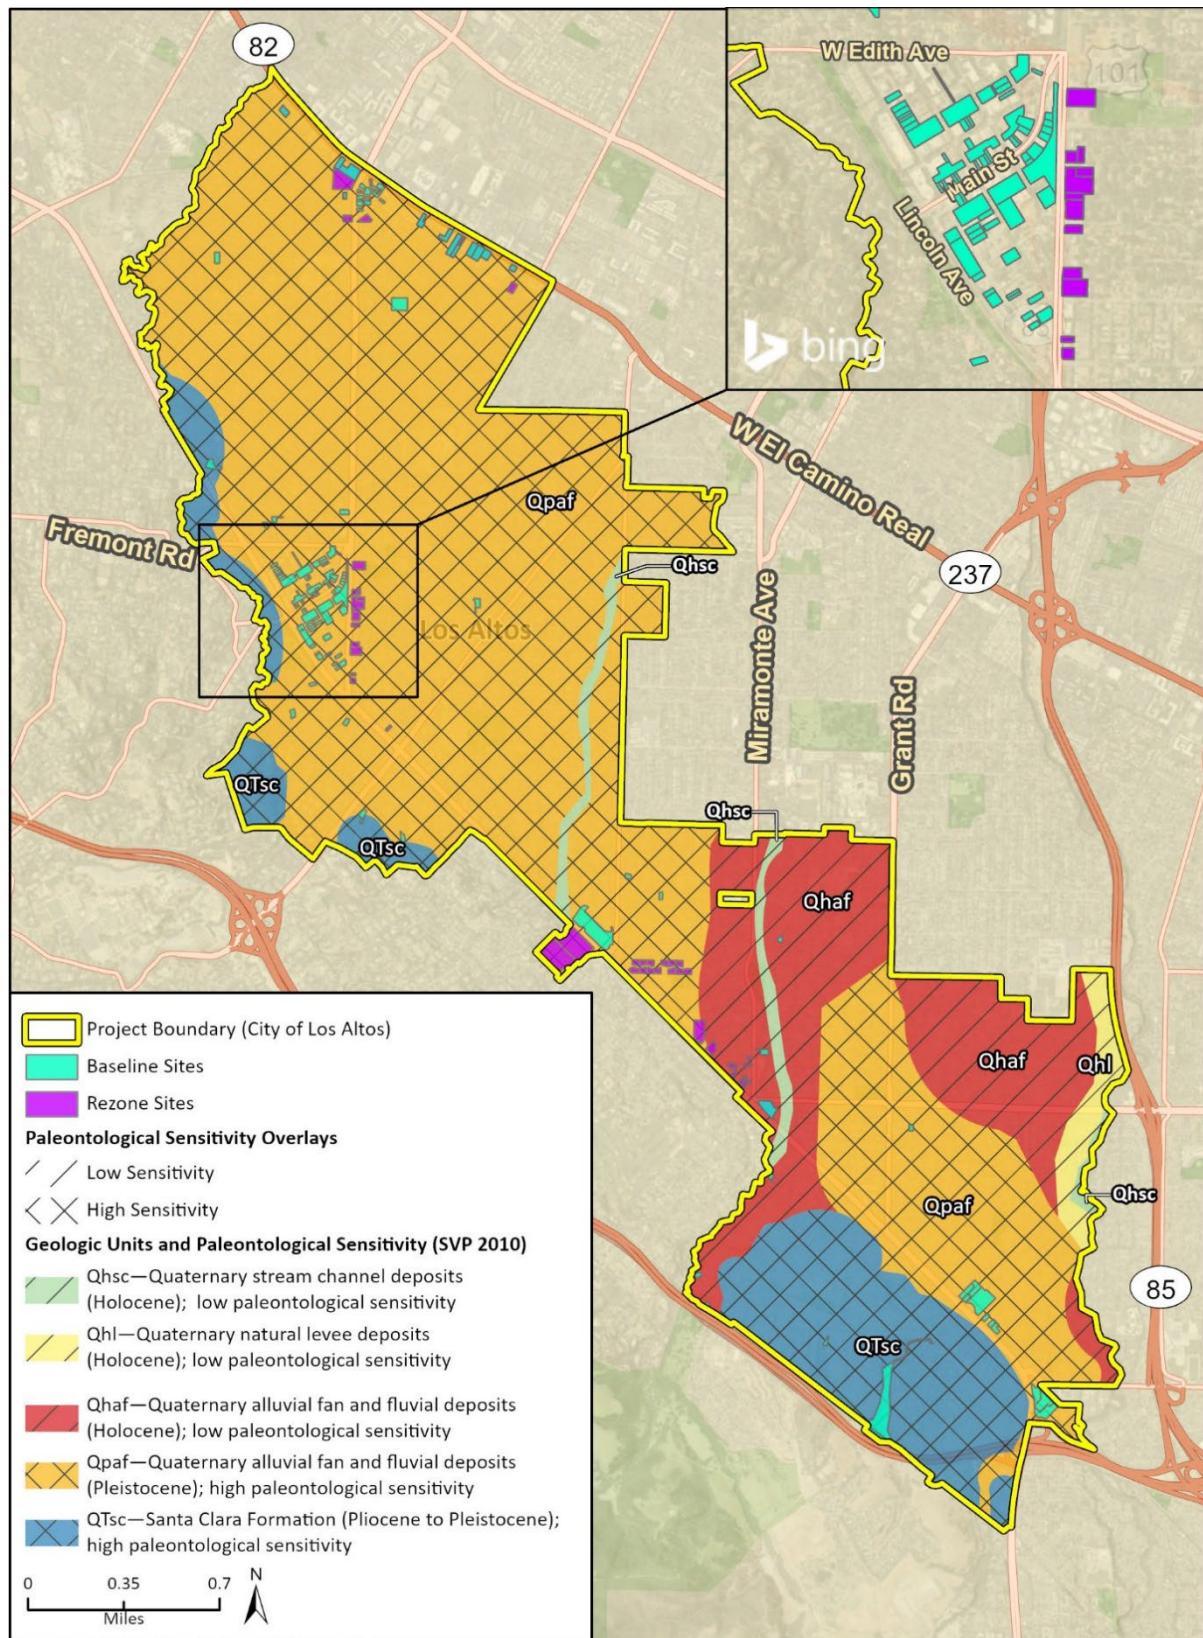 82
W Edith Ave
101
Main St
Lincoln Ave
bing
W El Camino Real
Qpaf
Fremont Rd
Qhsc
237
Los Altos
Miramonte Ave
Grant Rd
QTsc
Qhsc
QTsc
Qhaf
Qhaf
Qhl
Qpaf
Qhsc
85
QTsc
Project Boundary (City of Los Altos)
Baseline Sites
Rezone Sites
Paleontological Sensitivity Overlays
Low Sensitivity
High Sensitivity
Geologic Units and Paleontological Sensitivity (SVP 2010)
Qhsc—Quaternary stream channel deposits
(Holocene); low paleontological sensitivity
Qhl—Quaternary natural levee deposits
(Holocene); low paleontological sensitivity
Qhaf—Quaternary alluvial fan and fluvial deposits
(Holocene); low paleontological sensitivity
Qpaf—Quaternary alluvial fan and fluvial deposits
(Pleistocene); high paleontological sensitivity
QTsc—Santa Clara Formation (Pliocene to Pleistocene);
high paleontological sensitivity
0 0.35 0.7
Miles
N